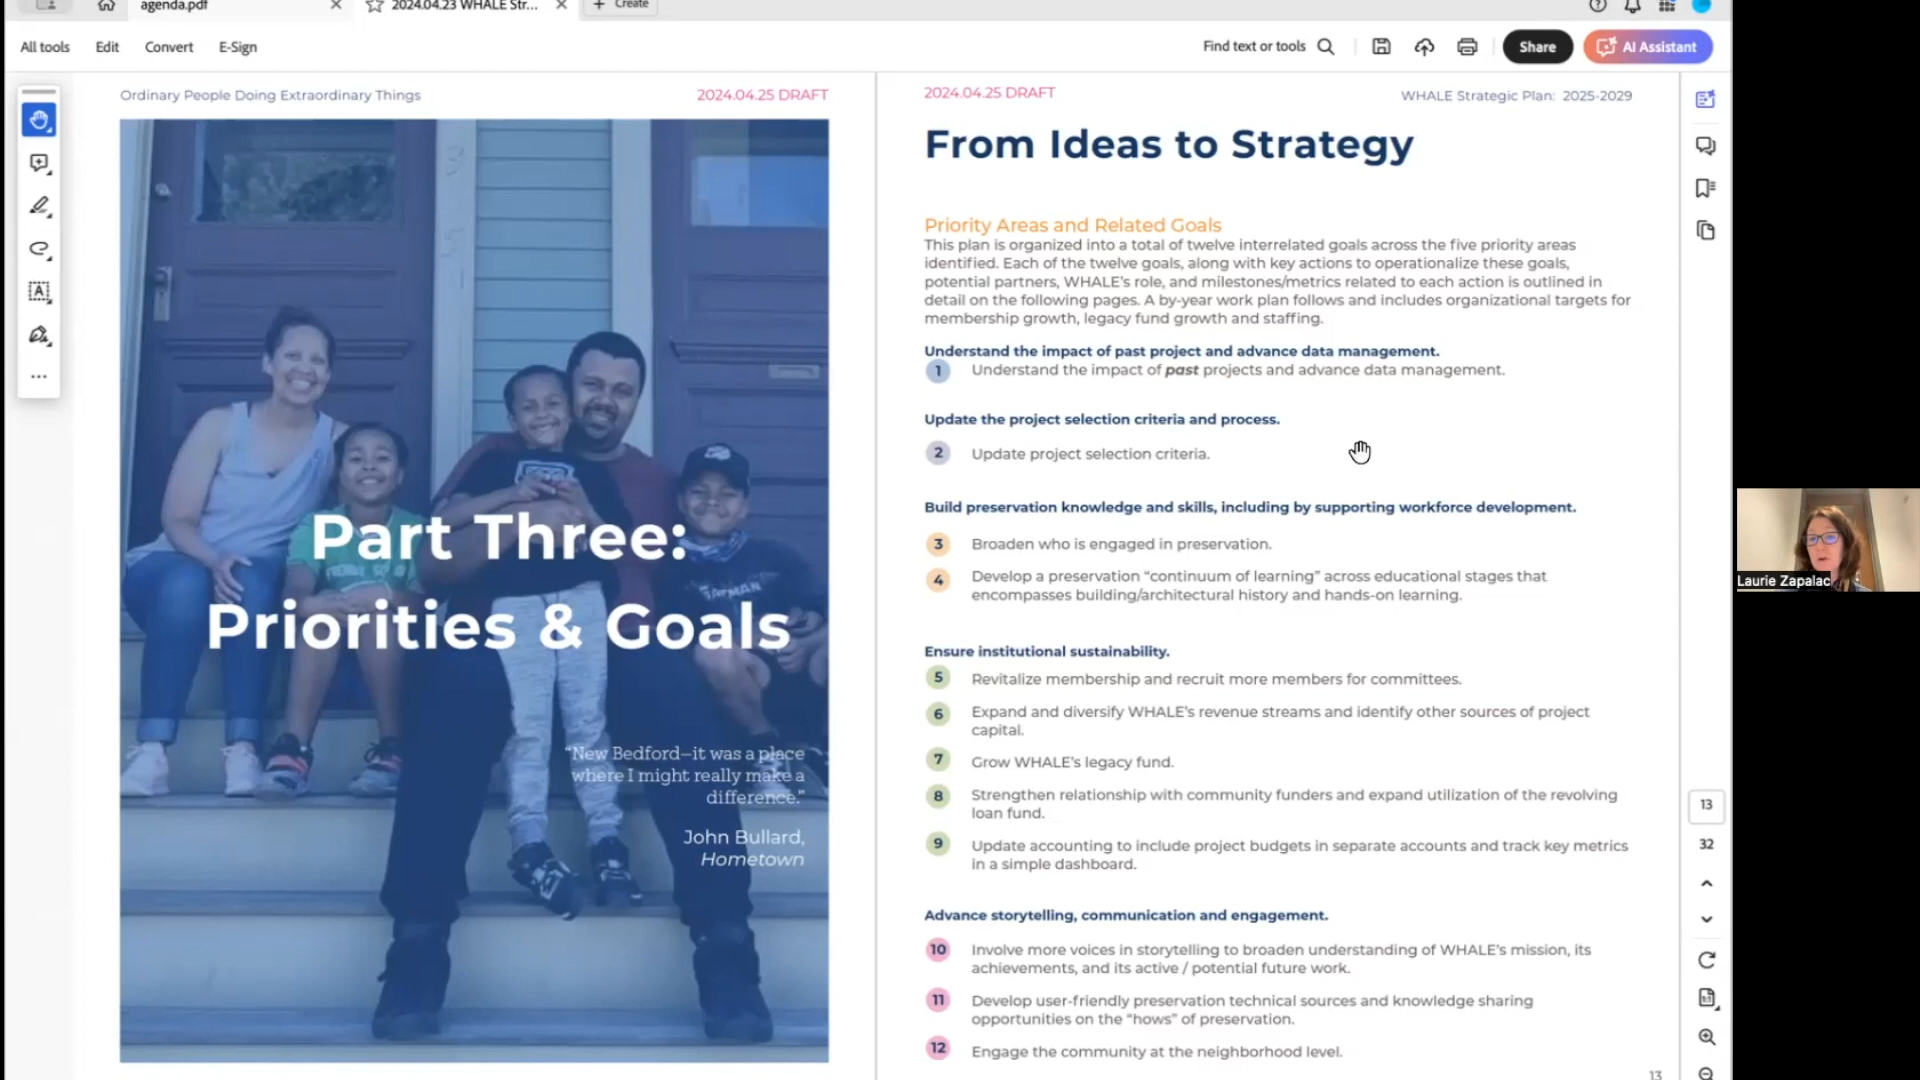 agenda.pdf
2024.04.23 WHALE Str...
Create
All tools
Edit
Convert
E-Sign
Find text or tools
Share
AI Assistant
Ordinary People Doing Extraordinary Things
2024.04.25 DRAFT
Part Three:
Priorities & Goals
"New Bedford—it was a place
where I might really make a
difference."
John Bullard,
Hometown
2024.04.25 DRAFT
WHALE Strategic Plan: 2025-2029
From Ideas to Strategy
Priority Areas and Related Goals
This plan is organized into a total of twelve interrelated goals across the five priority areas
identified. Each of the twelve goals, along with key actions to operationalize these goals,
potential partners, WHALE's role, and milestones/metrics related to each action is outlined in
detail on the following pages. A by-year work plan follows and includes organizational targets for
membership growth, legacy fund growth and staffing.
Understand the impact of past project and advance data management.
1 Understand the impact of past projects and advance data management.
Update the project selection criteria and process.
2 Update project selection criteria.
Build preservation knowledge and skills, including by supporting workforce development.
3 Broaden who is engaged in preservation.
4 Develop a preservation "continuum of learning" across educational stages that
encompasses building/architectural history and hands-on learning.
Ensure institutional sustainability.
5 Revitalize membership and recruit more members for committees.
6 Expand and diversify WHALE's revenue streams and identify other sources of project
capital.
7 Grow WHALE's legacy fund.
8 Strengthen relationship with community funders and expand utilization of the revolving
loan fund.
9 Update accounting to include project budgets in separate accounts and track key metrics
in a simple dashboard.
Advance storytelling, communication and engagement.
10 Involve more voices in storytelling to broaden understanding of WHALE's mission, its
achievements, and its active / potential future work.
11 Develop user-friendly preservation technical sources and knowledge sharing
opportunities on the "hows" of preservation.
12 Engage the community at the neighborhood level.
13
13
32
Laurie Zapalac